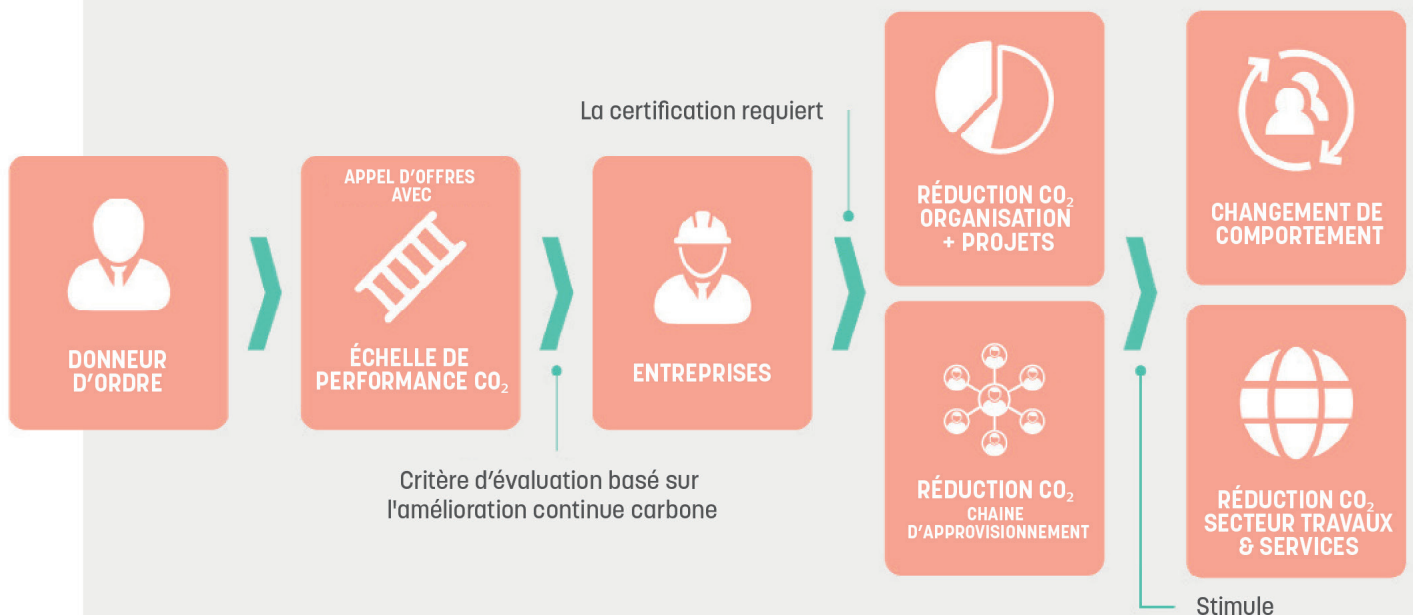 DONNEUR
D'ORDRE
APPEL D'OFFRES
AVEC
ÉCHELLE DE
PERFORMANCE CO₂
Critère d'évaluation basé sur
l'amélioration continue carbone
ENTREPRISES
La certification requiert
RÉDUCTION CO₂
ORGANISATION
+ PROJETS
RÉDUCTION CO₂
CHAINE
D'APPROVISIONNEMENT
CHANGEMENT DE
COMPORTEMENT
RÉDUCTION CO₂
SECTEUR TRAVAUX
& SERVICES
Stimule